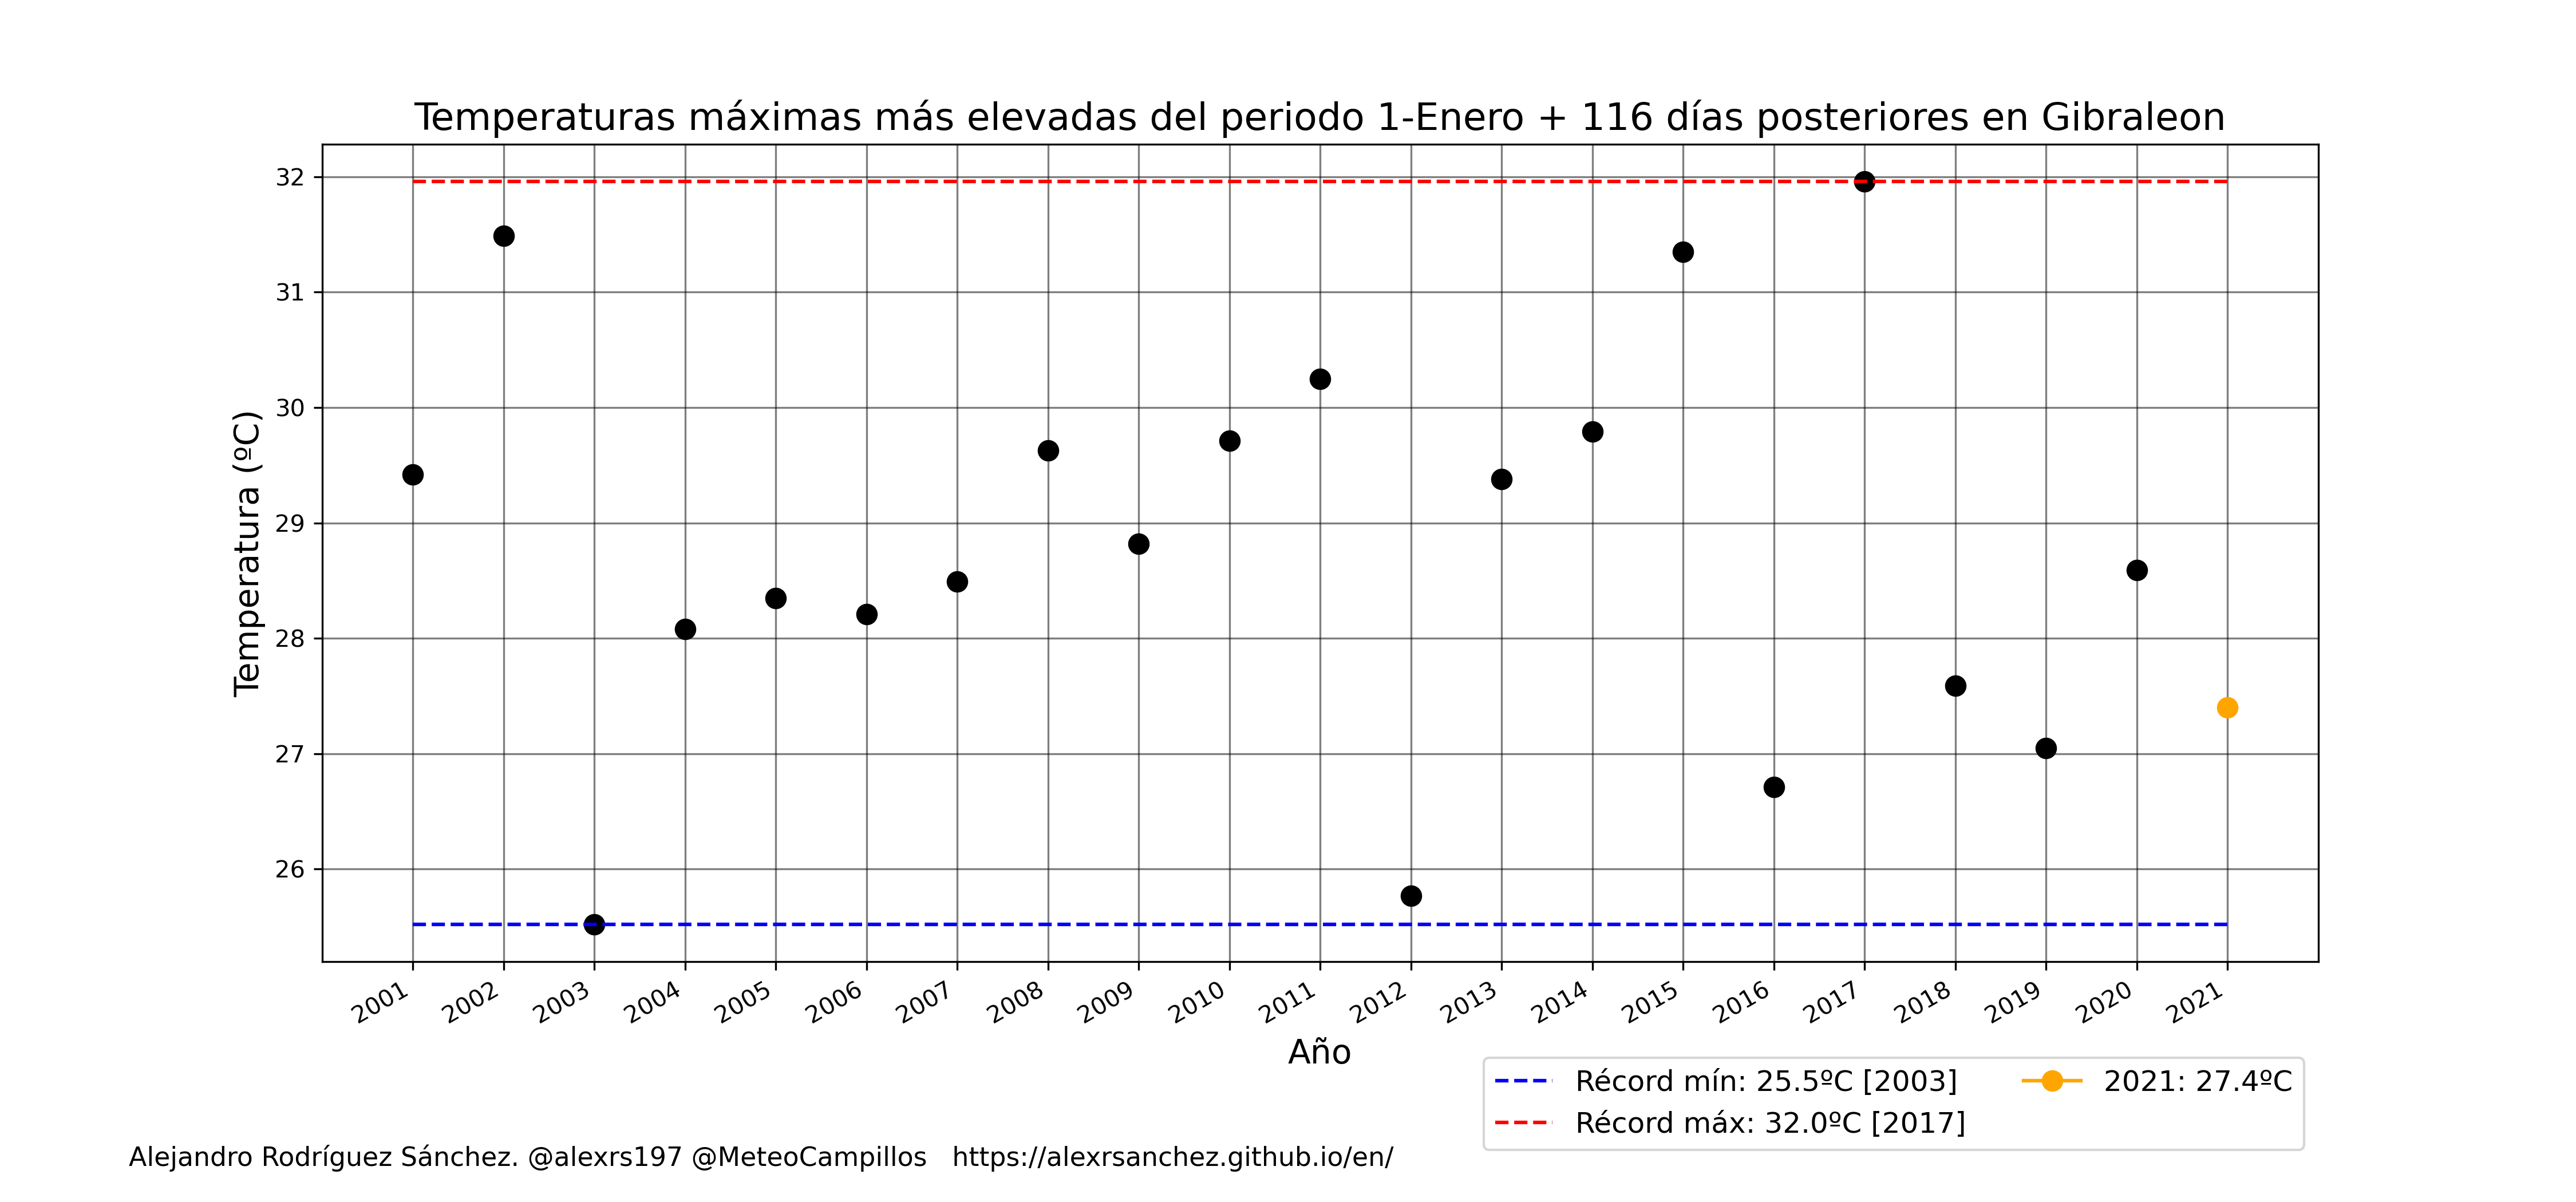 Temperaturas máximas más elevadas del periodo 1-Enero + 116 días posteriores en Gibraleon
Temperatura (ºC)
32
31
30
29
28
27
26
2001 2002 2003 2004 2005 2006 2007 2008 2009 2010 2011 2012 2013 2014 2015 2016 2017 2018 2019 2020 2021
Año
Récord mín: 25.5ºC [2003]
Récord máx: 32.0ºC [2017]
2021: 27.4ºC
Alejandro Rodríguez Sánchez. @alexrs197 @MeteoCampillos https://alexrsanchez.github.io/en/